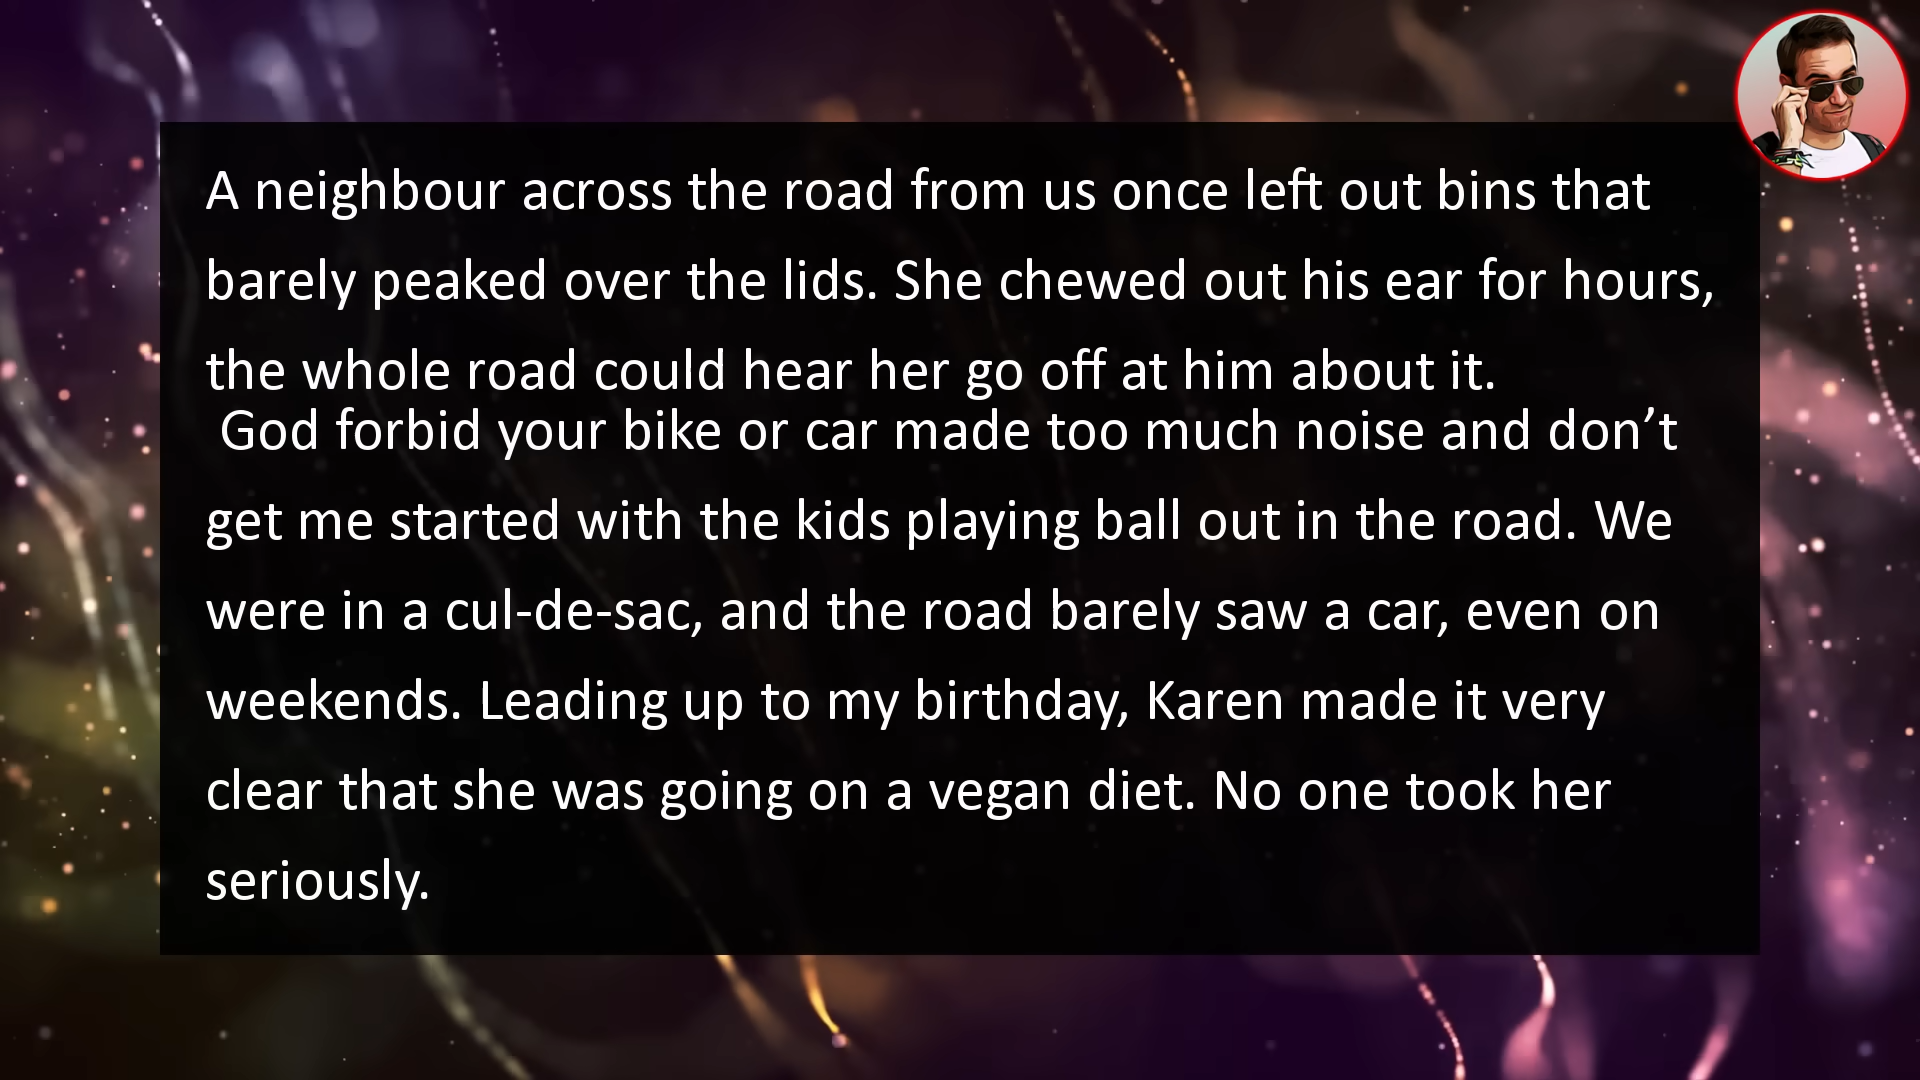 A neighbour across the road from us once left out bins that
barely peaked over the lids. She chewed out his ear for hours,
the whole road could hear her go off at him about it.
God forbid your bike or car made too much noise and don’t
get me started with the kids playing ball out in the road. We
were in a cul-de-sac, and the road barely saw a car, even on
weekends. Leading up to my birthday, Karen made it very
clear that she was going on a vegan diet. No one took her
seriously.